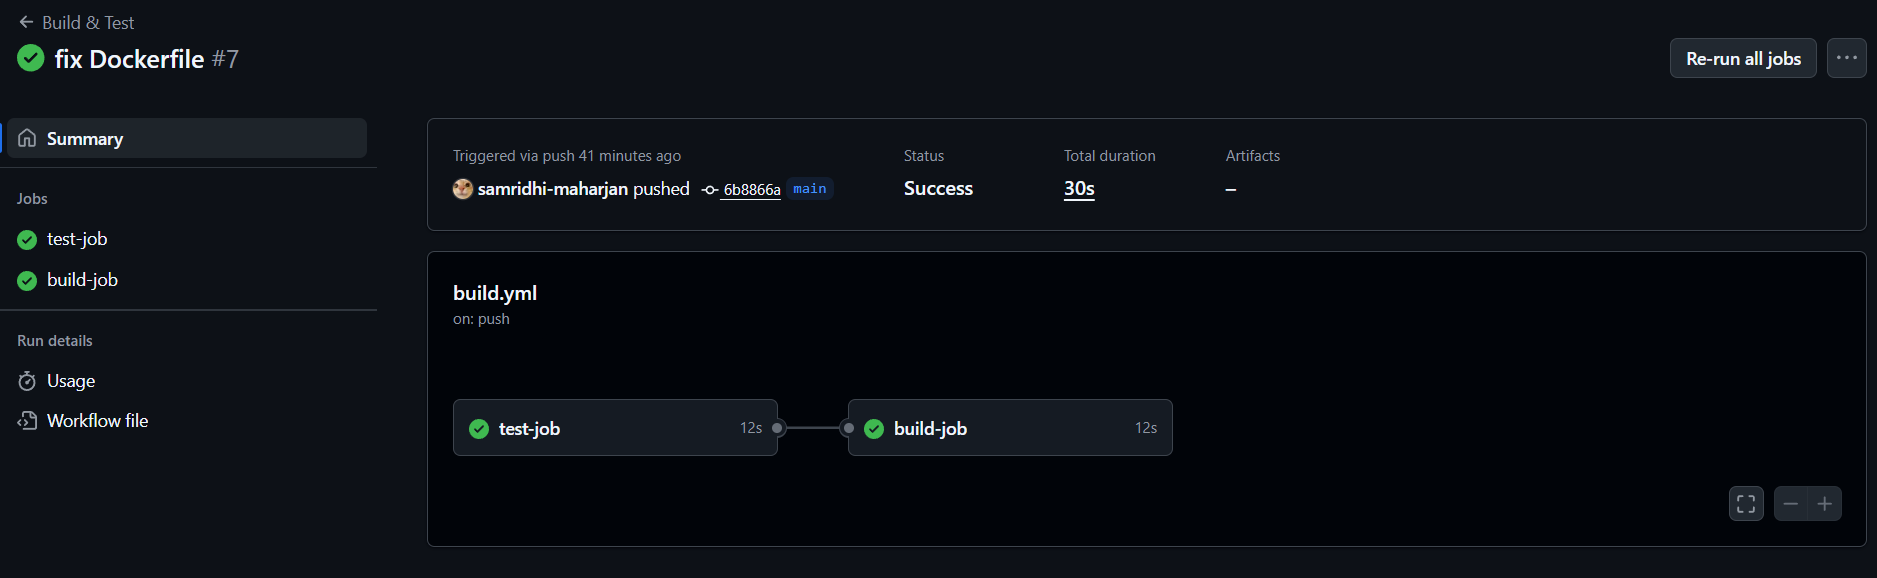 Build & Test
fix Dockerfile #7
Re-run all jobs
Summary
Jobs
test-job
build-job
Run details
Usage
Workflow file
Triggered via push 41 minutes ago
samridhi-maharjan pushed 6b8866a main
Status
Success
Total duration
30s
Artifacts
–
build.yml
on: push
test-job 12s
build-job 12s